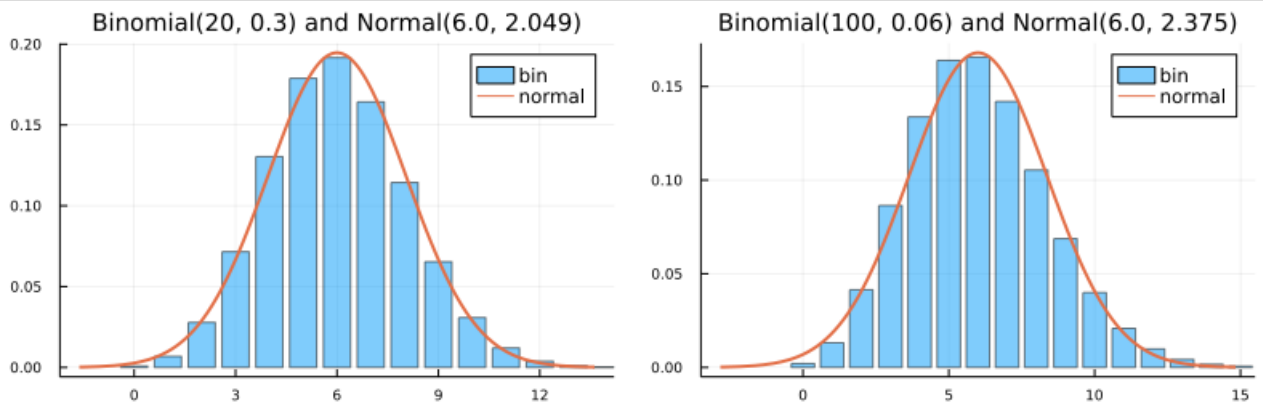 Binomial(20, 0.3) and Normal(6.0, 2.049)
0.20
0.15
0.10
0.05
0.00
0 3 6 9 12
bin
normal
Binomial(100, 0.06) and Normal(6.0, 2.375)
0.15
0.10
0.05
0.00
0 5 10 15
bin
normal